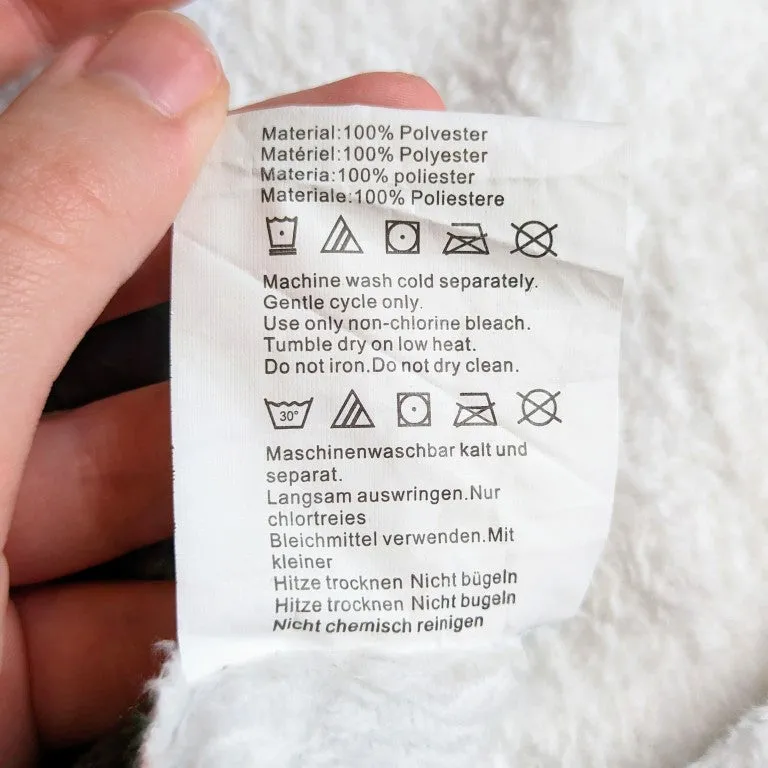 Material:100% Polvester
Matériel:100% Polyester
Materia:100% poliester
Materiale:100% Poliestere
Machine wash cold separately.
Gentle cycle only.
Use only non-chlorine bleach.
Tumble dry on low heat.
Do not iron.Do not dry clean.
30°
Maschinenwaschbar kalt und
separat.
Langsam auswringen.Nur
chlortreies
Bleichmittel verwenden.Mit
kleiner
Hitze trocknen Nicht bügeln
Hitze trocknen Nicht bugeln
Nicht chemisch reinigen